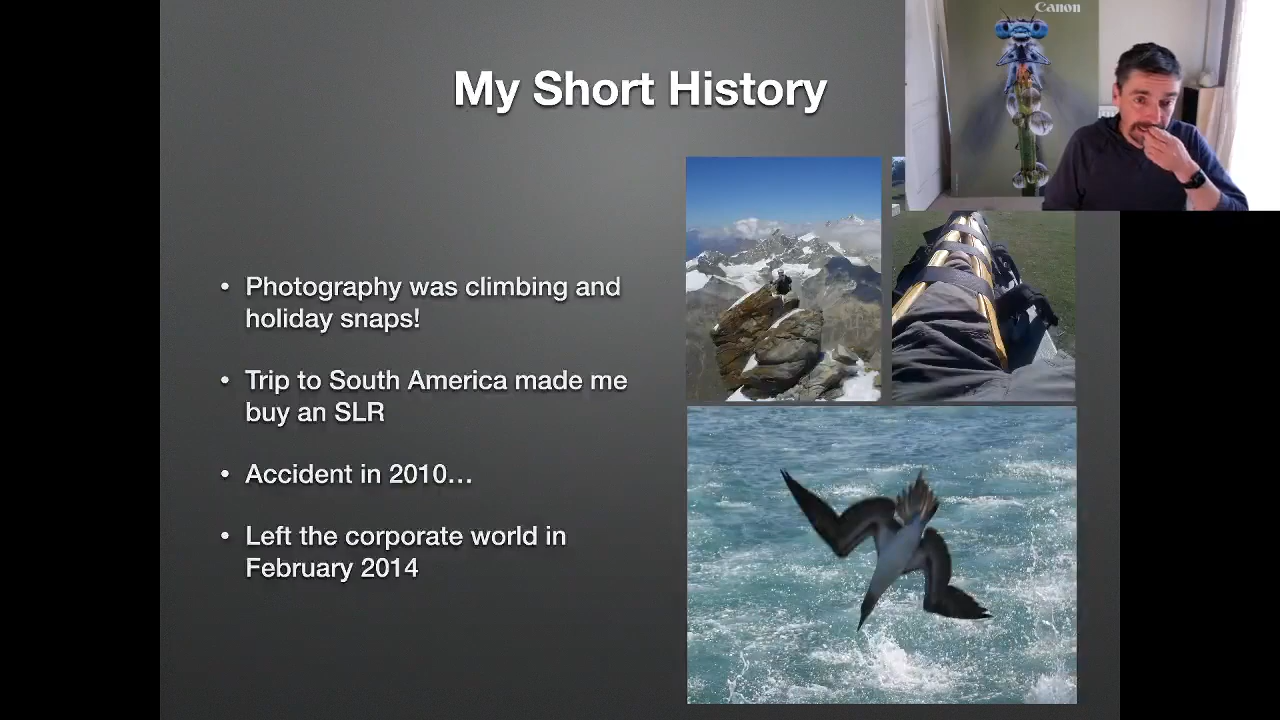 Canon
My Short History
• Photography was climbing and
holiday snaps!
• Trip to South America made me
buy an SLR
• Accident in 2010…
• Left the corporate world in
February 2014